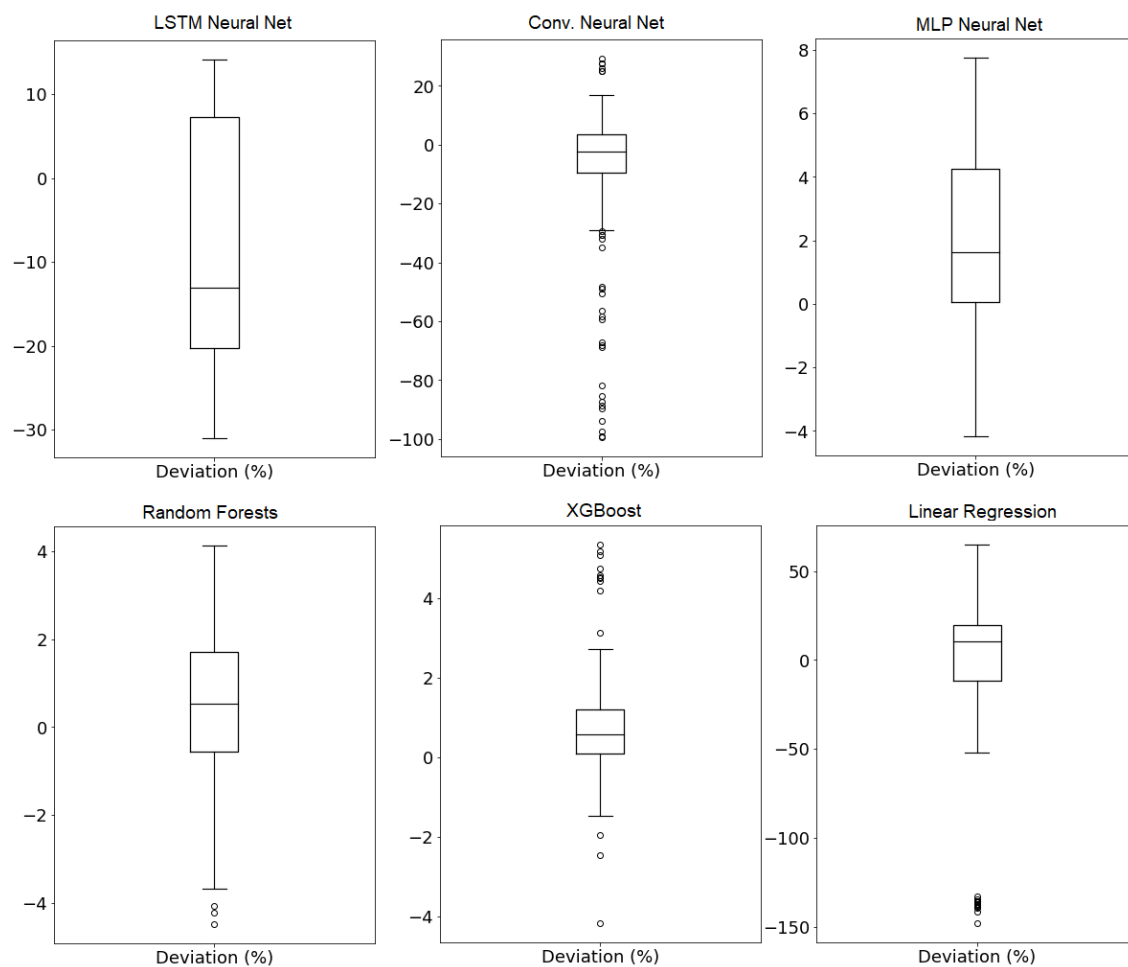 LSTM Neural Net
10
0
−10
−20
−30
Deviation (%)
Conv. Neural Net
20
0
−20
−40
−60
−80
−100
Deviation (%)
MLP Neural Net
8
6
4
2
0
−2
−4
Deviation (%)
Random Forests
4
2
0
−2
−4
Deviation (%)
XGBoost
4
2
0
−2
−4
Deviation (%)
Linear Regression
50
0
−50
−100
−150
Deviation (%)